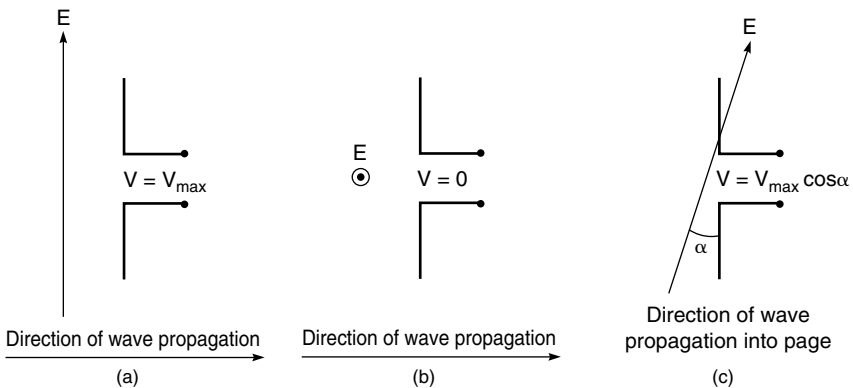 E
V = Vmax
Direction of wave propagation
(a)
E
V = 0
Direction of wave propagation
(b)
E
V = Vmax cosα
α
Direction of wave
propagation into page
(c)